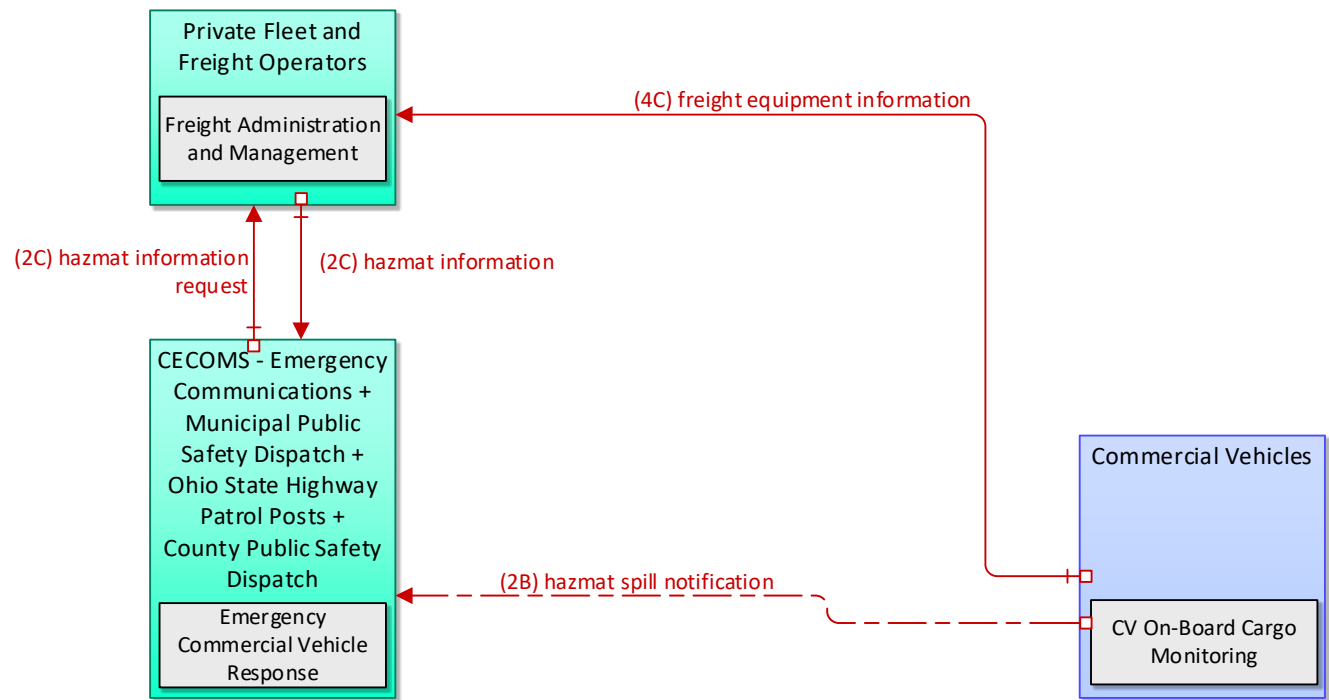 Private Fleet and
Freight Operators
Freight Administration
and Management
(4C) freight equipment information
(2C) hazmat information
request
(2C) hazmat information
CECOMS - Emergency
Communications +
Municipal Public
Safety Dispatch +
Ohio State Highway
Patrol Posts +
County Public Safety
Dispatch
Emergency
Commercial Vehicle
Response
(2B) hazmat spill notification
Commercial Vehicles
CV On-Board Cargo
Monitoring